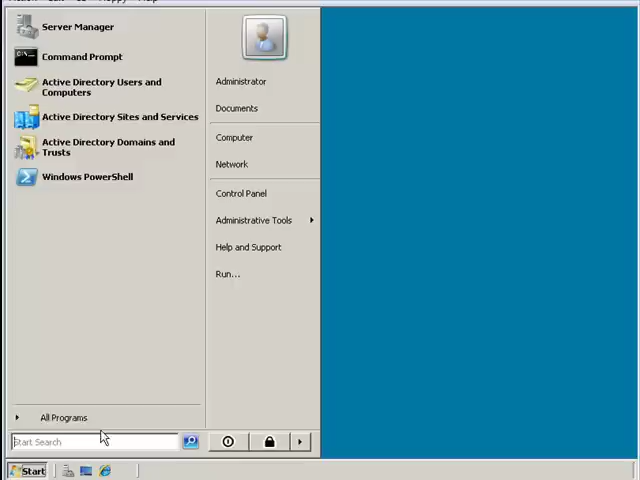 Server Manager
Command Prompt
Active Directory Users and
Computers
Active Directory Sites and Services
Active Directory Domains and
Trusts
Windows PowerShell
All Programs
Start Search
Administrator
Documents
Computer
Network
Control Panel
Administrative Tools
Help and Support
Run...
Start